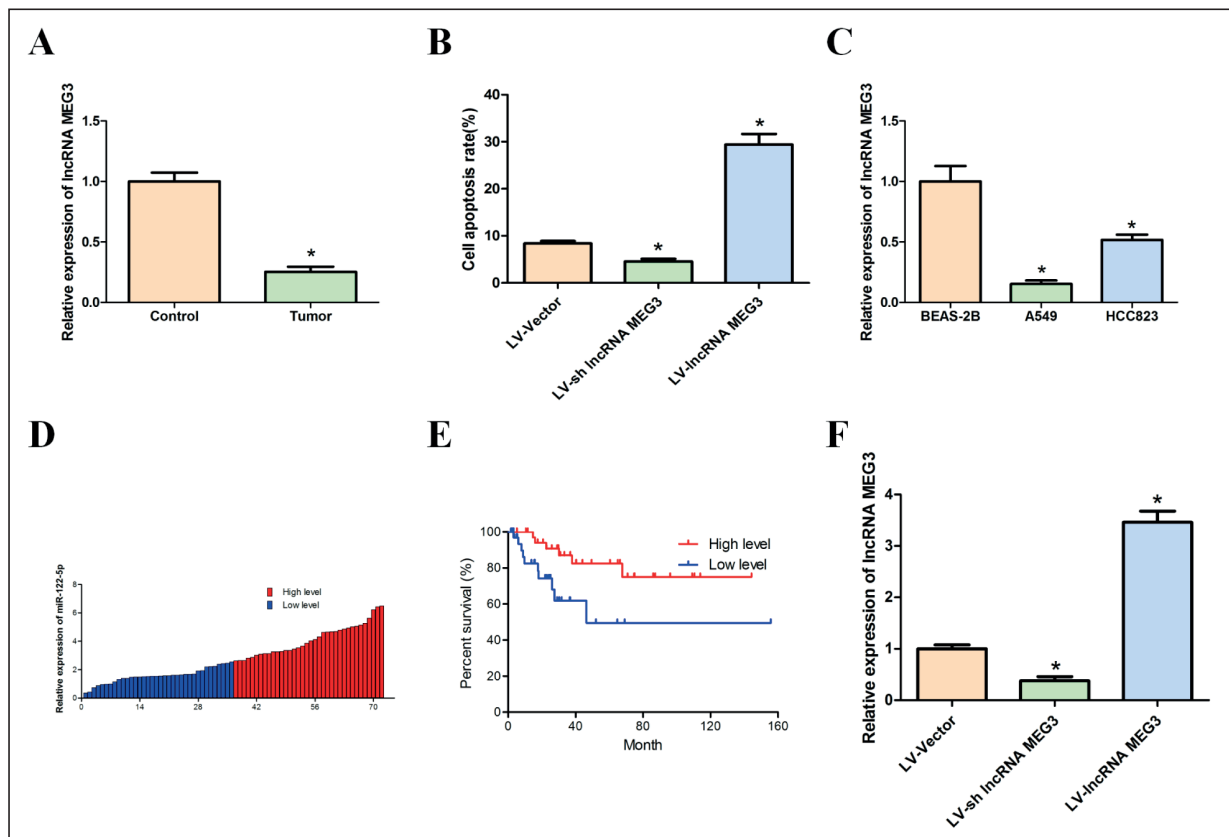 A
Relative expression of lncRNA MEG3
1.5
1.0
0.5
0.0
*
Control
Tumor
B
Cell apoptosis rate(%)
40
30
20
10
0
*
*
LV-Vector
LV-sh lncRNA MEG3
LV-lncRNA MEG3
C
Relative expression of lncRNA MEG3
1.5
1.0
0.5
0.0
*
*
BEAS-2B
A549
HCC823
D
Relative expression of miR-122-5p
8
6
4
2
0
High level
Low level
0
14
28
42
56
70
E
Percent survival (%)
100
80
60
40
20
0
High level
Low level
0
40
80
120
160
Month
F
Relative expression of lncRNA MEG3
4
3
2
1
0
*
*
LV-Vector
LV-sh lncRNA MEG3
LV-lncRNA MEG3